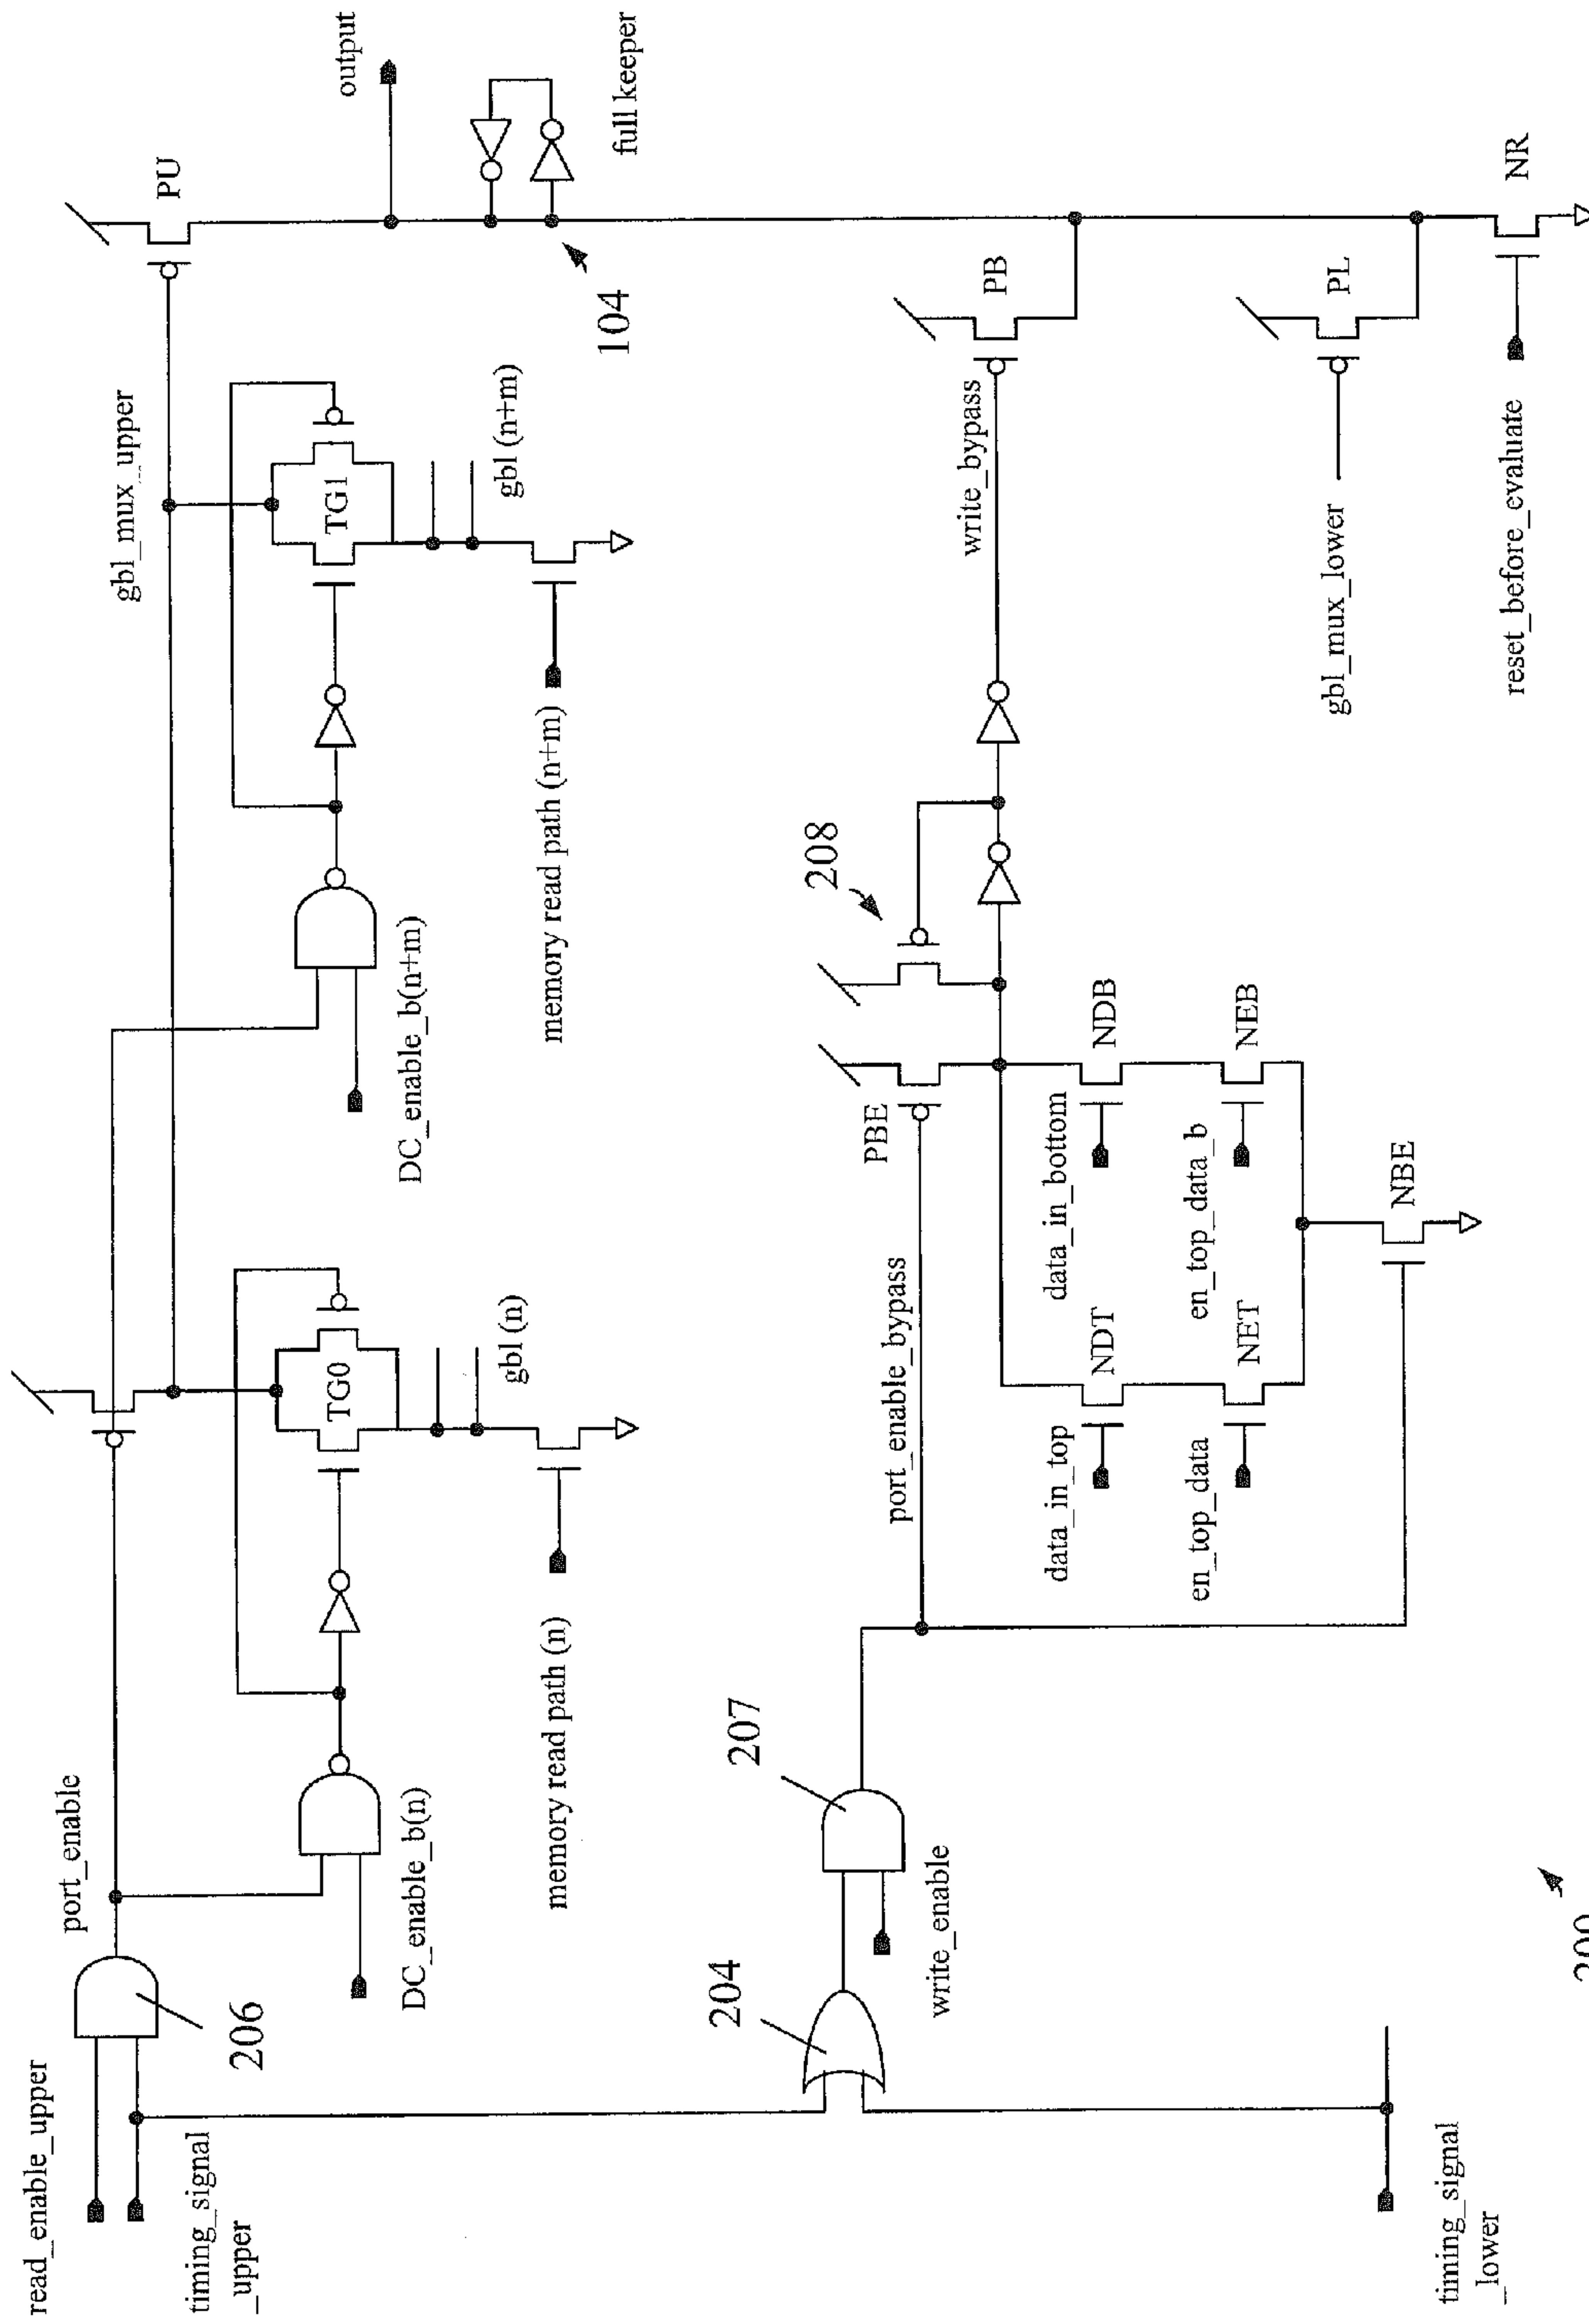 read_enable_upper
timing_signal
_upper
206
port_enable
DC_enable_b(n)
memory read path (n)
TG0
gbl (n)
DC_enable_b(n+m)
memory read path (n+m)
TG1
gbl (n+m)
gbl_mux_upper
PU
output
full keeper
104
timing_signal
_lower
204
write_enable
207
port_enable_bypass
PBE
208
data_in_top
NDT
en_top_data
NET
data_in_bottom
NDB
en_top_data_b
NEB
NBE
write_bypass
PB
gbl_mux_lower
PL
reset_before_evaluate
NR